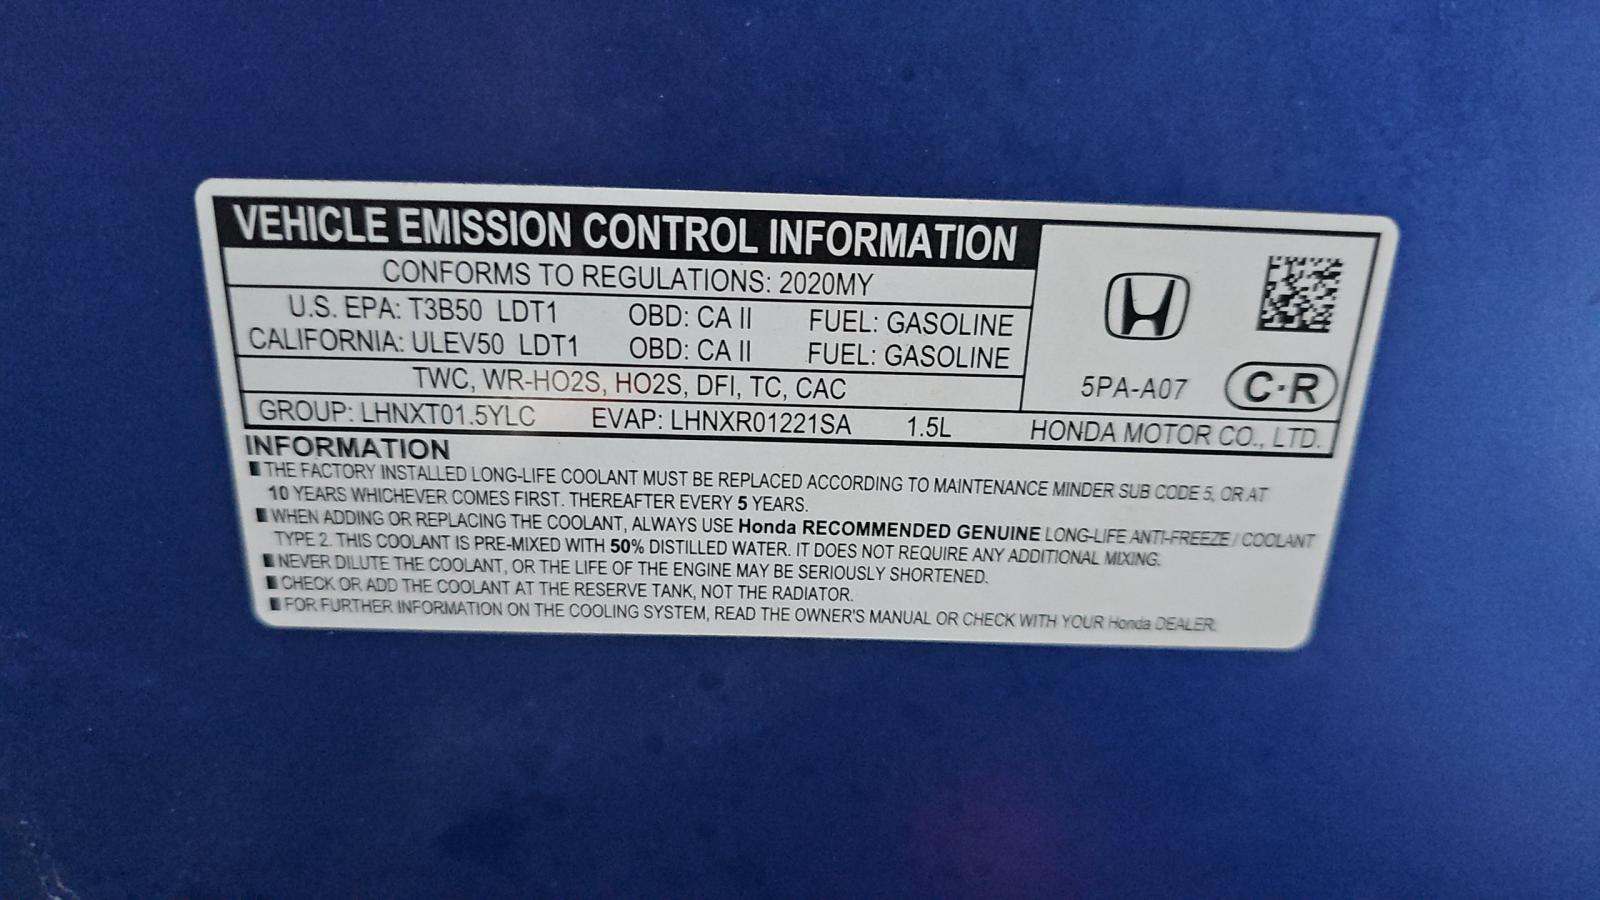 VEHICLE EMISSION CONTROL INFORMATION
CONFORMS TO REGULATIONS: 2020MY
U.S. EPA: T3B50 LDT1 OBD: CA II FUEL: GASOLINE
CALIFORNIA: ULEV50 LDT1 OBD: CA II FUEL: GASOLINE
TWC, WR-HO2S, HO2S, DFI, TC, CAC
5PA-A07 C·R
GROUP: LHNXT01.5YLC EVAP: LHNXR01221SA 1.5L HONDA MOTOR CO., LTD.
INFORMATION
THE FACTORY INSTALLED LONG-LIFE COOLANT MUST BE REPLACED ACCORDING TO MAINTENANCE MINDER SUB CODE 5, OR AT
10 YEARS WHICHEVER COMES FIRST. THEREAFTER EVERY 5 YEARS.
WHEN ADDING OR REPLACING THE COOLANT, ALWAYS USE Honda RECOMMENDED GENUINE LONG-LIFE ANTI-FREEZE / COOLANT
TYPE 2. THIS COOLANT IS PRE-MIXED WITH 50% DISTILLED WATER. IT DOES NOT REQUIRE ANY ADDITIONAL MIXING.
NEVER DILUTE THE COOLANT, OR THE LIFE OF THE ENGINE MAY BE SERIOUSLY SHORTENED.
CHECK OR ADD THE COOLANT AT THE RESERVE TANK, NOT THE RADIATOR.
FOR FURTHER INFORMATION ON THE COOLING SYSTEM, READ THE OWNER'S MANUAL OR CHECK WITH YOUR Honda DEALER.